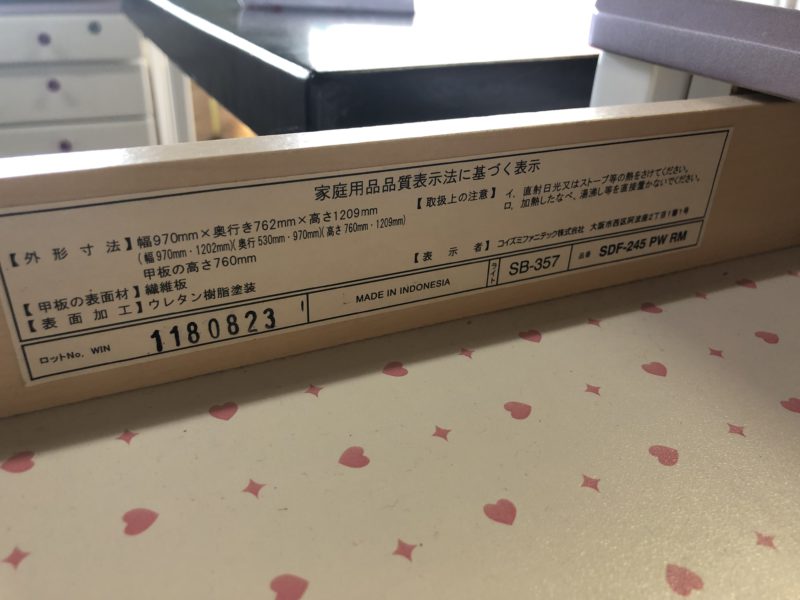 家庭用品品質表示法に基づく表示
【外形寸法】幅970mm×奥行き762mm×高さ1209mm
(幅970mm・1202mm)(奥行530mm・970mm)(高さ760mm・1209mm)
甲板の高さ760mm
【甲板の表面材】繊維板
【表面加工】ウレタン樹脂塗装
【取扱上の注意】イ、直射日光又はストーブ等の熱をさけてください。
ロ、加熱したなべ、湯沸し等を直接置かないでください。
【表示者】コイズミファニテック株式会社 大阪市西区阿波座2丁目1番1号
ロットNo. WIN 1180823
MADE IN INDONESIA
ライト SB-357
品番 SDF-245 PW RM